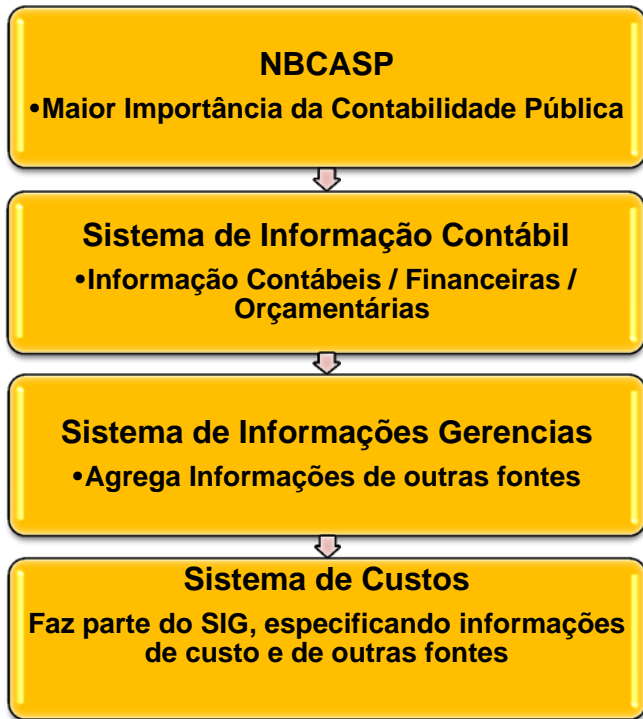 NBCASP
•Maior Importância da Contabilidade Pública
Sistema de Informação Contábil
•Informação Contábeis / Financeiras /
Orçamentárias
Sistema de Informações Gerencias
•Agrega Informações de outras fontes
Sistema de Custos
Faz parte do SIG, especificando informações
de custo e de outras fontes